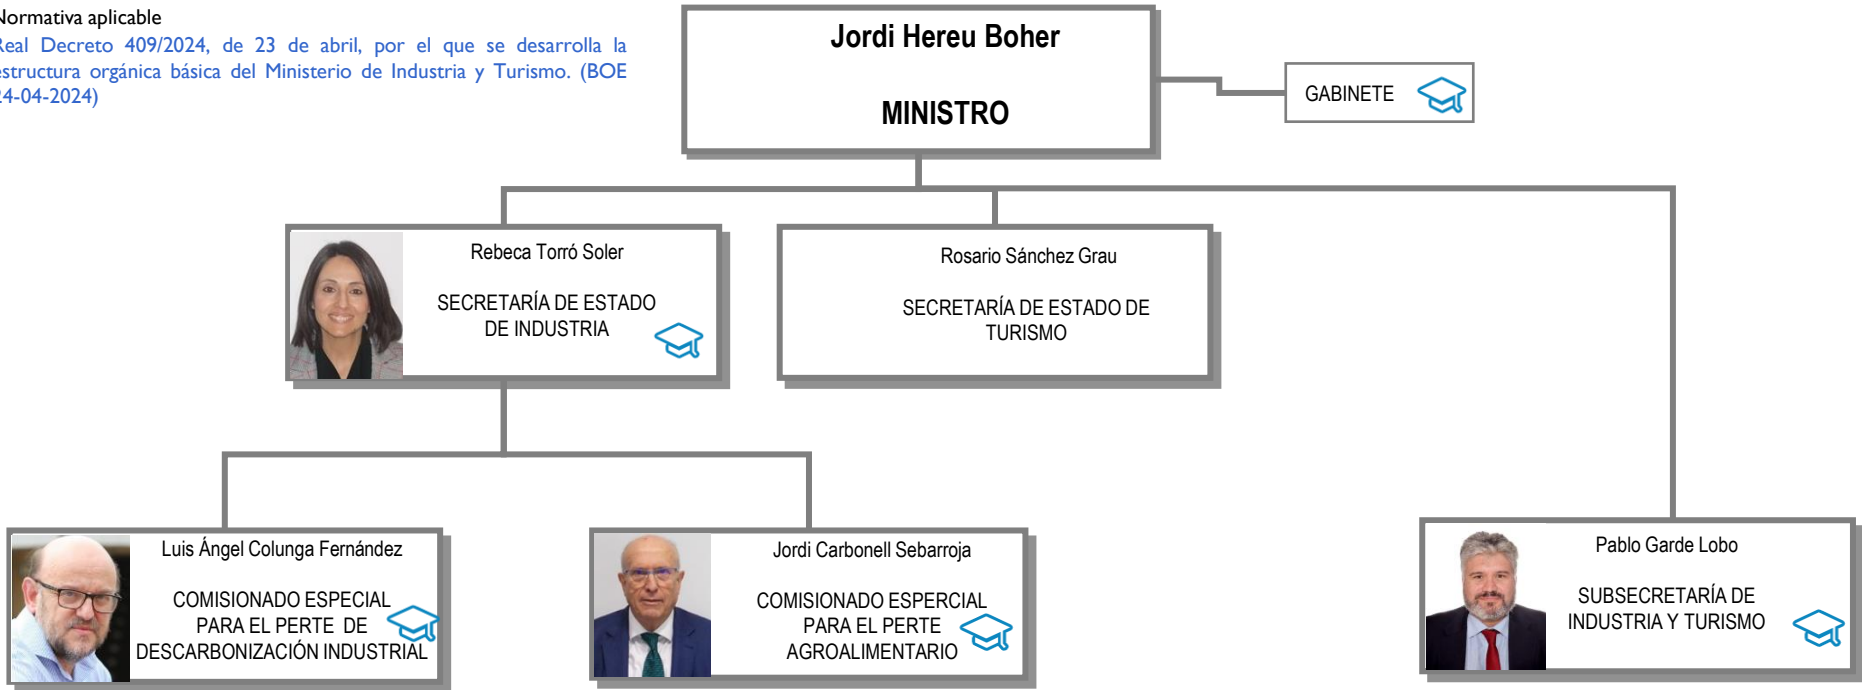 Normativa aplicable
Real Decreto 409/2024, de 23 de abril, por el que se desarrolla la
estructura orgánica básica del Ministerio de Industria y Turismo. (BOE
24-04-2024)
Jordi Hereu Boher
MINISTRO
GABINETE
Rebeca Torró Soler
SECRETARÍA DE ESTADO
DE INDUSTRIA
Rosario Sánchez Grau
SECRETARÍA DE ESTADO DE
TURISMO
Luis Ángel Colunga Fernández
COMISIONADO ESPECIAL
PARA EL PERTE DE
DESCARBONIZACIÓN INDUSTRIAL
Jordi Carbonell Sebarroja
COMISIONADO ESPERCIAL
PARA EL PERTE
AGROALIMENTARIO
Pablo Garde Lobo
SUBSECRETARÍA DE
INDUSTRIA Y TURISMO